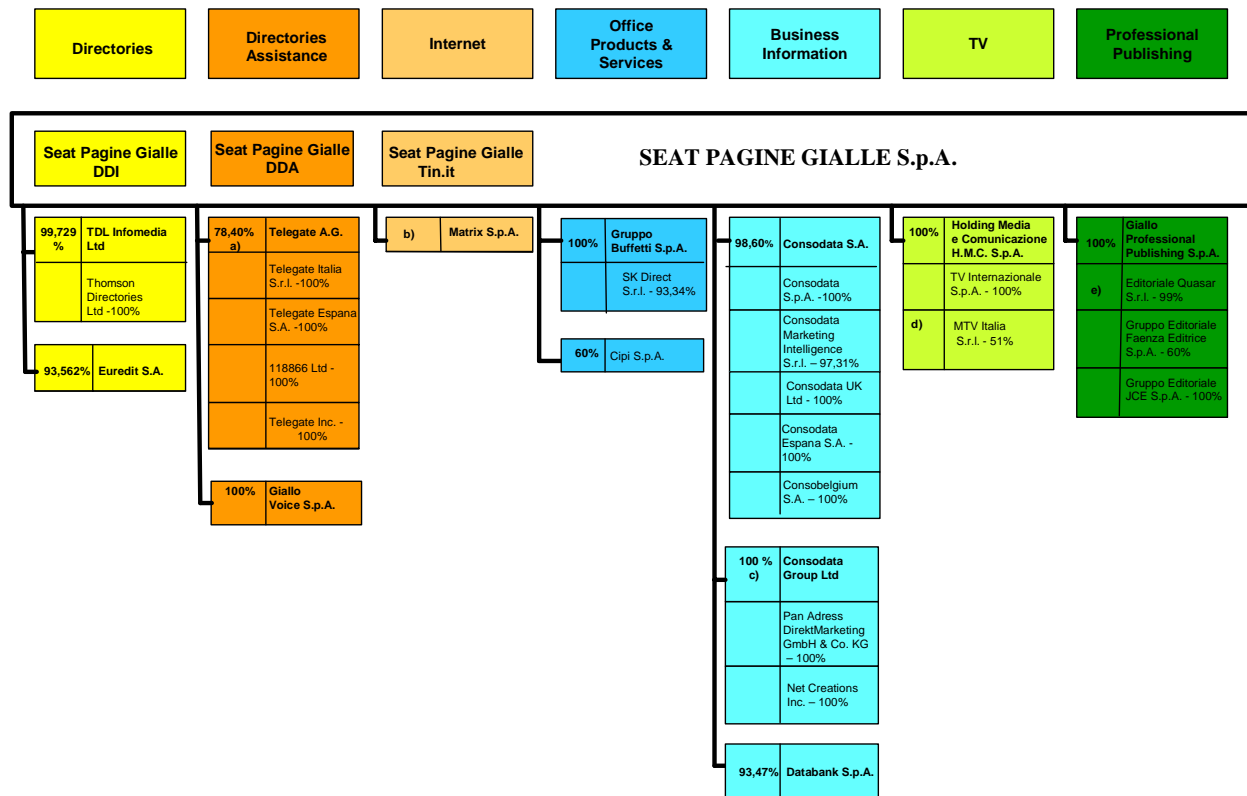 Directories
Directories
Assistance
Internet
Office
Products &
Services
Business
Information
TV
Professional
Publishing
Seat Pagine Gialle
DDI
Seat Pagine Gialle
DDA
Seat Pagine Gialle
Tin.it
SEAT PAGINE GIALLE S.p.A.
99,729
%
TDL Infomedia
Ltd
Thomson
Directories
Ltd -100%
93,562%
Euredit S.A.
78,40%
a)
Telegate A.G.
Telegate Italia
S.r.l. -100%
Telegate Espana
S.A. -100%
118866 Ltd -
100%
Telegate Inc. -
100%
100%
Giallo
Voice S.p.A.
b)
Matrix S.p.A.
100%
Gruppo
Buffetti S.p.A.
SK Direct
S.r.l. - 93,34%
60%
Cipi S.p.A.
98,60%
Consodata S.A.
Consodata
S.p.A. -100%
Consodata
Marketing
Intelligence
S.r.l. – 97,31%
Consodata UK
Ltd - 100%
Consodata
Espana S.A. -
100%
Consobelgium
S.A. – 100%
100 %
c)
Consodata
Group Ltd
Pan Adress
DirektMarketing
GmbH & Co. KG
– 100%
Net Creations
Inc. – 100%
93,47%
Databank S.p.A.
100%
Holding Media
e Comunicazione
H.M.C. S.p.A.
TV Internazionale
S.p.A. - 100%
d)
MTV Italia
S.r.l. - 51%
100%
Giallo
Professional
Publishing S.p.A.
e)
Editoriale Quasar
S.r.l. - 99%
Gruppo Editoriale
Faenza Editrice
S.p.A. - 60%
Gruppo Editoriale
JCE S.p.A. - 100%